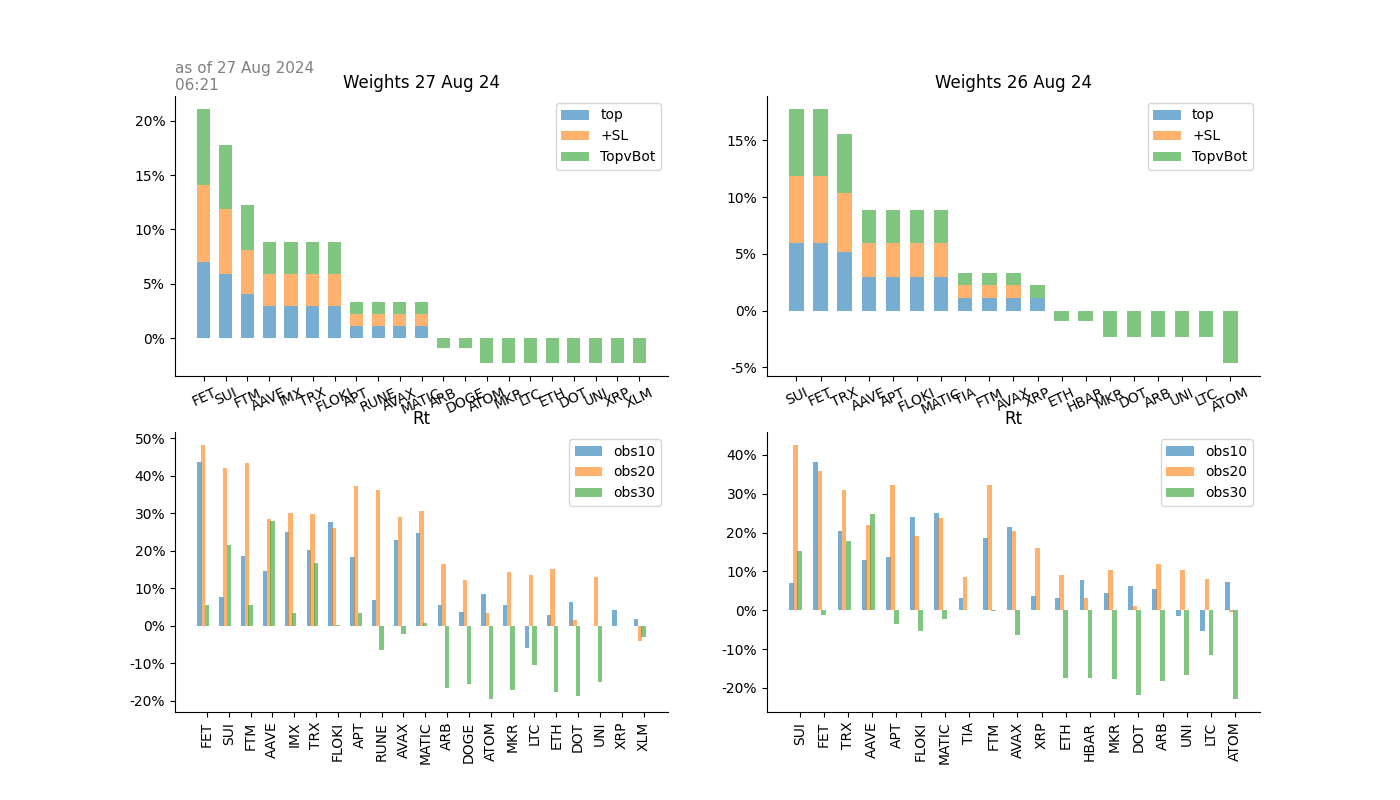 as of 27 Aug 2024
06:21
Weights 27 Aug 24
20%
15%
10%
5%
0%
top
+SL
TopvBot
FET SUI FTM AAVE IMX TRX FLOKI APT RUNE AVAX MATIC ARB DOGE ATOM MKR LTC ETH DOT UNI XRP XLM
Weights 26 Aug 24
15%
10%
5%
0%
-5%
top
+SL
TopvBot
SUI FET TRX AAVE APT FLOKI MATIC TIA FTM AVAX XRP ETH HBAR MKR DOT ARB UNI LTC ATOM
Rt
50%
40%
30%
20%
10%
0%
-10%
-20%
obs10
obs20
obs30
FET SUI FTM AAVE IMX TRX FLOKI APT RUNE AVAX MATIC ARB DOGE ATOM MKR LTC ETH DOT UNI XRP XLM
Rt
40%
30%
20%
10%
0%
-10%
-20%
obs10
obs20
obs30
SUI FET TRX AAVE APT FLOKI MATIC TIA FTM AVAX XRP ETH HBAR MKR DOT ARB UNI LTC ATOM